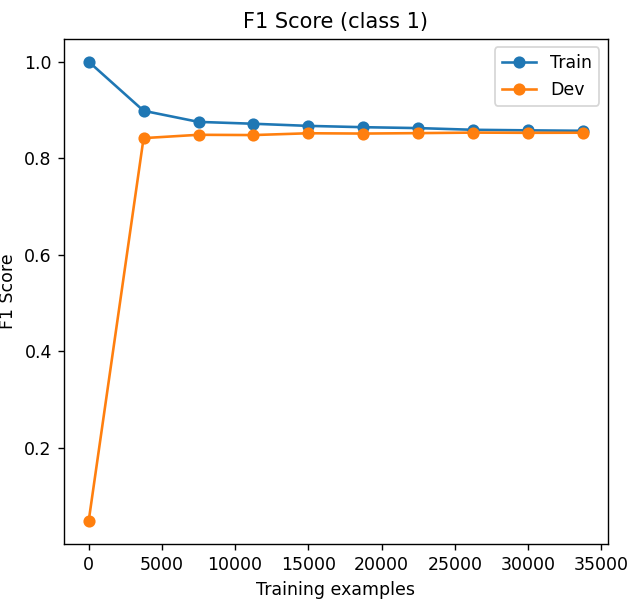 F1 Score (class 1)
Train
Dev
F1 Score
1.0
0.8
0.6
0.4
0.2
0 5000 10000 15000 20000 25000 30000 35000
Training examples